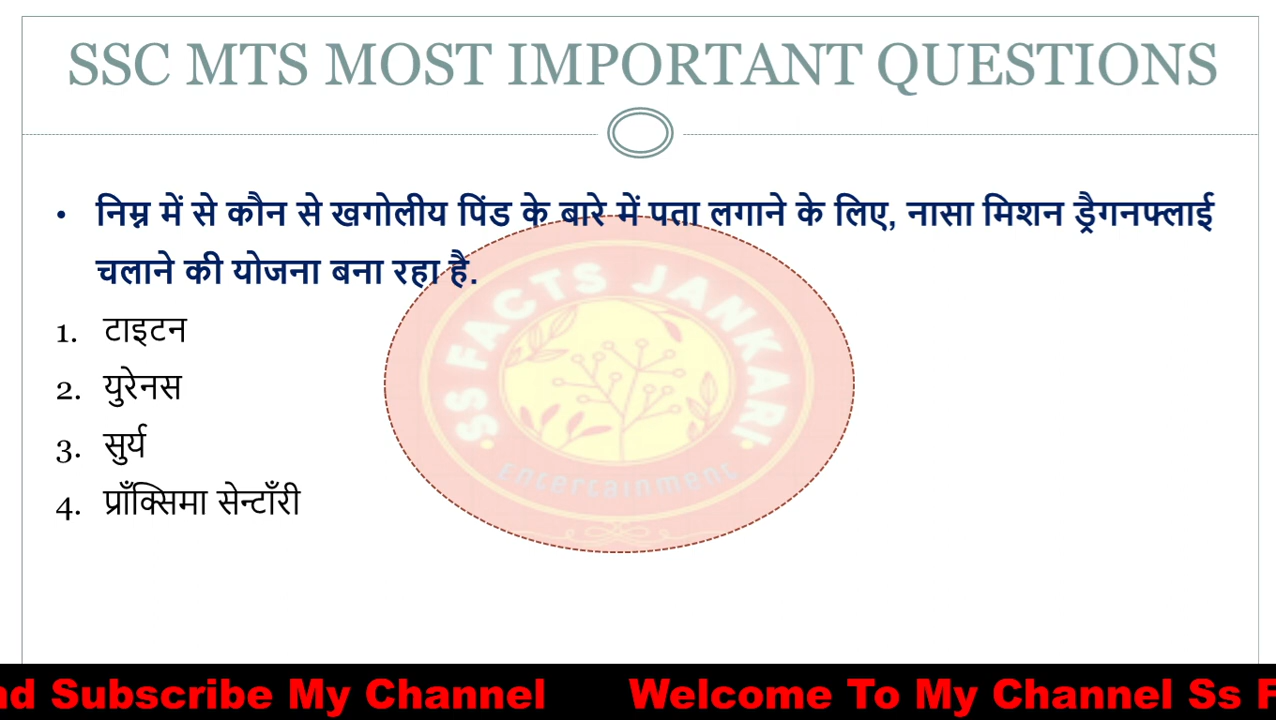 SSC MTS MOST IMPORTANT QUESTIONS
• निम्न में से कौन से खगोलीय पिंड के बारे में पता लगाने के लिए, नासा मिशन ड्रैगनफ्लाई
चलाने की योजना बना रहा है.
1. टाइटन
2. युरेनस
3. सुर्य
4. प्राँक्सिमा सेन्टाँरी
SS FACTS JANKARI
entertainment
nd Subscribe My Channel Welcome To My Channel Ss F